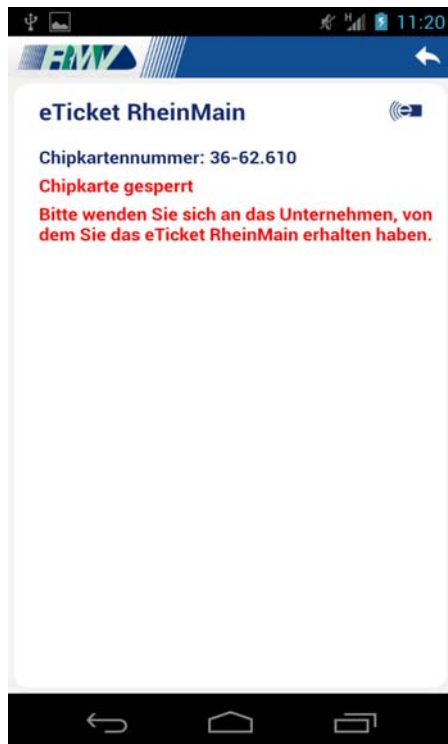 H 11:20
RMV
eTicket RheinMain
Chipkartennummer: 36-62.610
Chipkarte gesperrt
Bitte wenden Sie sich an das Unternehmen, von
dem Sie das eTicket RheinMain erhalten haben.